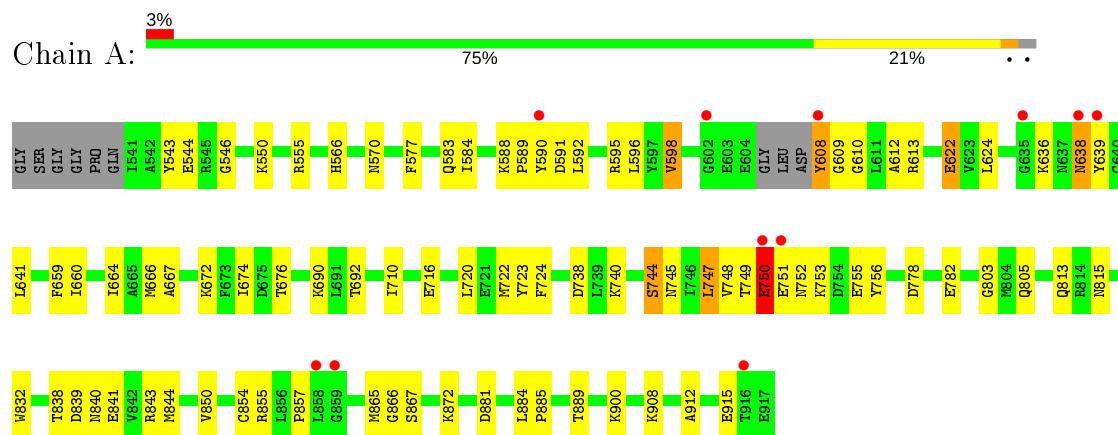 3%
Chain A:
75% 21% • •
GLY SER GLY GLY PRO GLN I541 A542 Y543 E544 R545 G546 K550 R555 H566 N570 F577 Q583 I584 K588 P589 Y590 D591 L592 R595 L596 Y597 V598 G602 E603 E604 GLY LEU ASP Y608 G609 G610 L611 A612 R613 E622 V623 L624 G635 K636 N637 N638 Y639 C640
L641 F659 I660 I664 A665 M666 A667 K672 F673 I674 D675 T676 K690 L691 T692 I710 E716 L720 E721 M722 Y723 F724 D738 L739 K740 S744 N745 I746 L747 V748 T749 E750 E751 N752 K753 D754 E755 Y756 D778 E782 G803 M804 Q805 Q813 R814 N815
W832 T838 D839 N840 E841 V842 R843 M844 V850 C854 R855 L856 P857 L858 G859 M865 G866 S867 K872 D881 L884 P885 T889 K900 K908 A912 E915 T916 E917